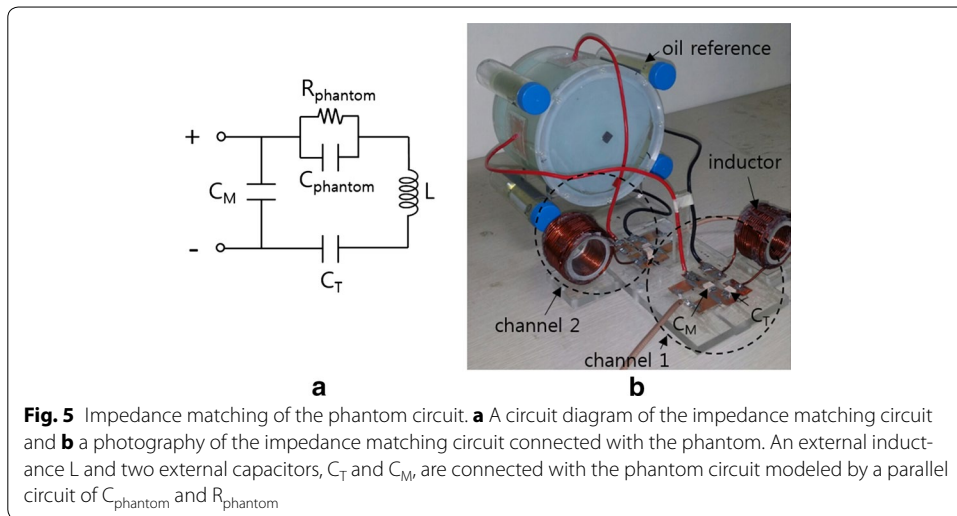 R_phantom
+
C_phantom
C_M
L
-
C_T
a
oil reference
inductor
channel 2
C_M
C_T
channel 1
b
Fig. 5 Impedance matching of the phantom circuit. a A circuit diagram of the impedance matching circuit
and b a photography of the impedance matching circuit connected with the phantom. An external induct-
ance L and two external capacitors, C_T and C_M, are connected with the phantom circuit modeled by a parallel
circuit of C_phantom and R_phantom